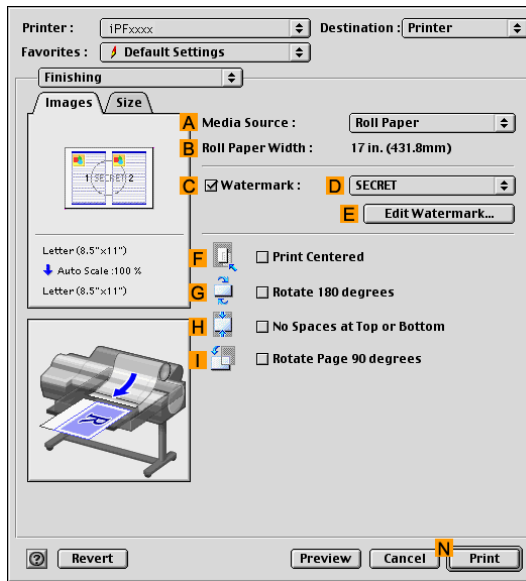 Printer : iPFxxxx Destination : Printer
Favorites : Default Settings
Finishing
Images Size
A Media Source : Roll Paper
B Roll Paper Width : 17 in. (431.8mm)
1 SECRET 2
C Watermark : D SECRET
E Edit Watermark...
Letter (8.5"x11")
Auto Scale :100 %
Letter (8.5"x11")
F Print Centered
G Rotate 180 degrees
H No Spaces at Top or Bottom
I Rotate Page 90 degrees
R
? Revert Preview Cancel N Print